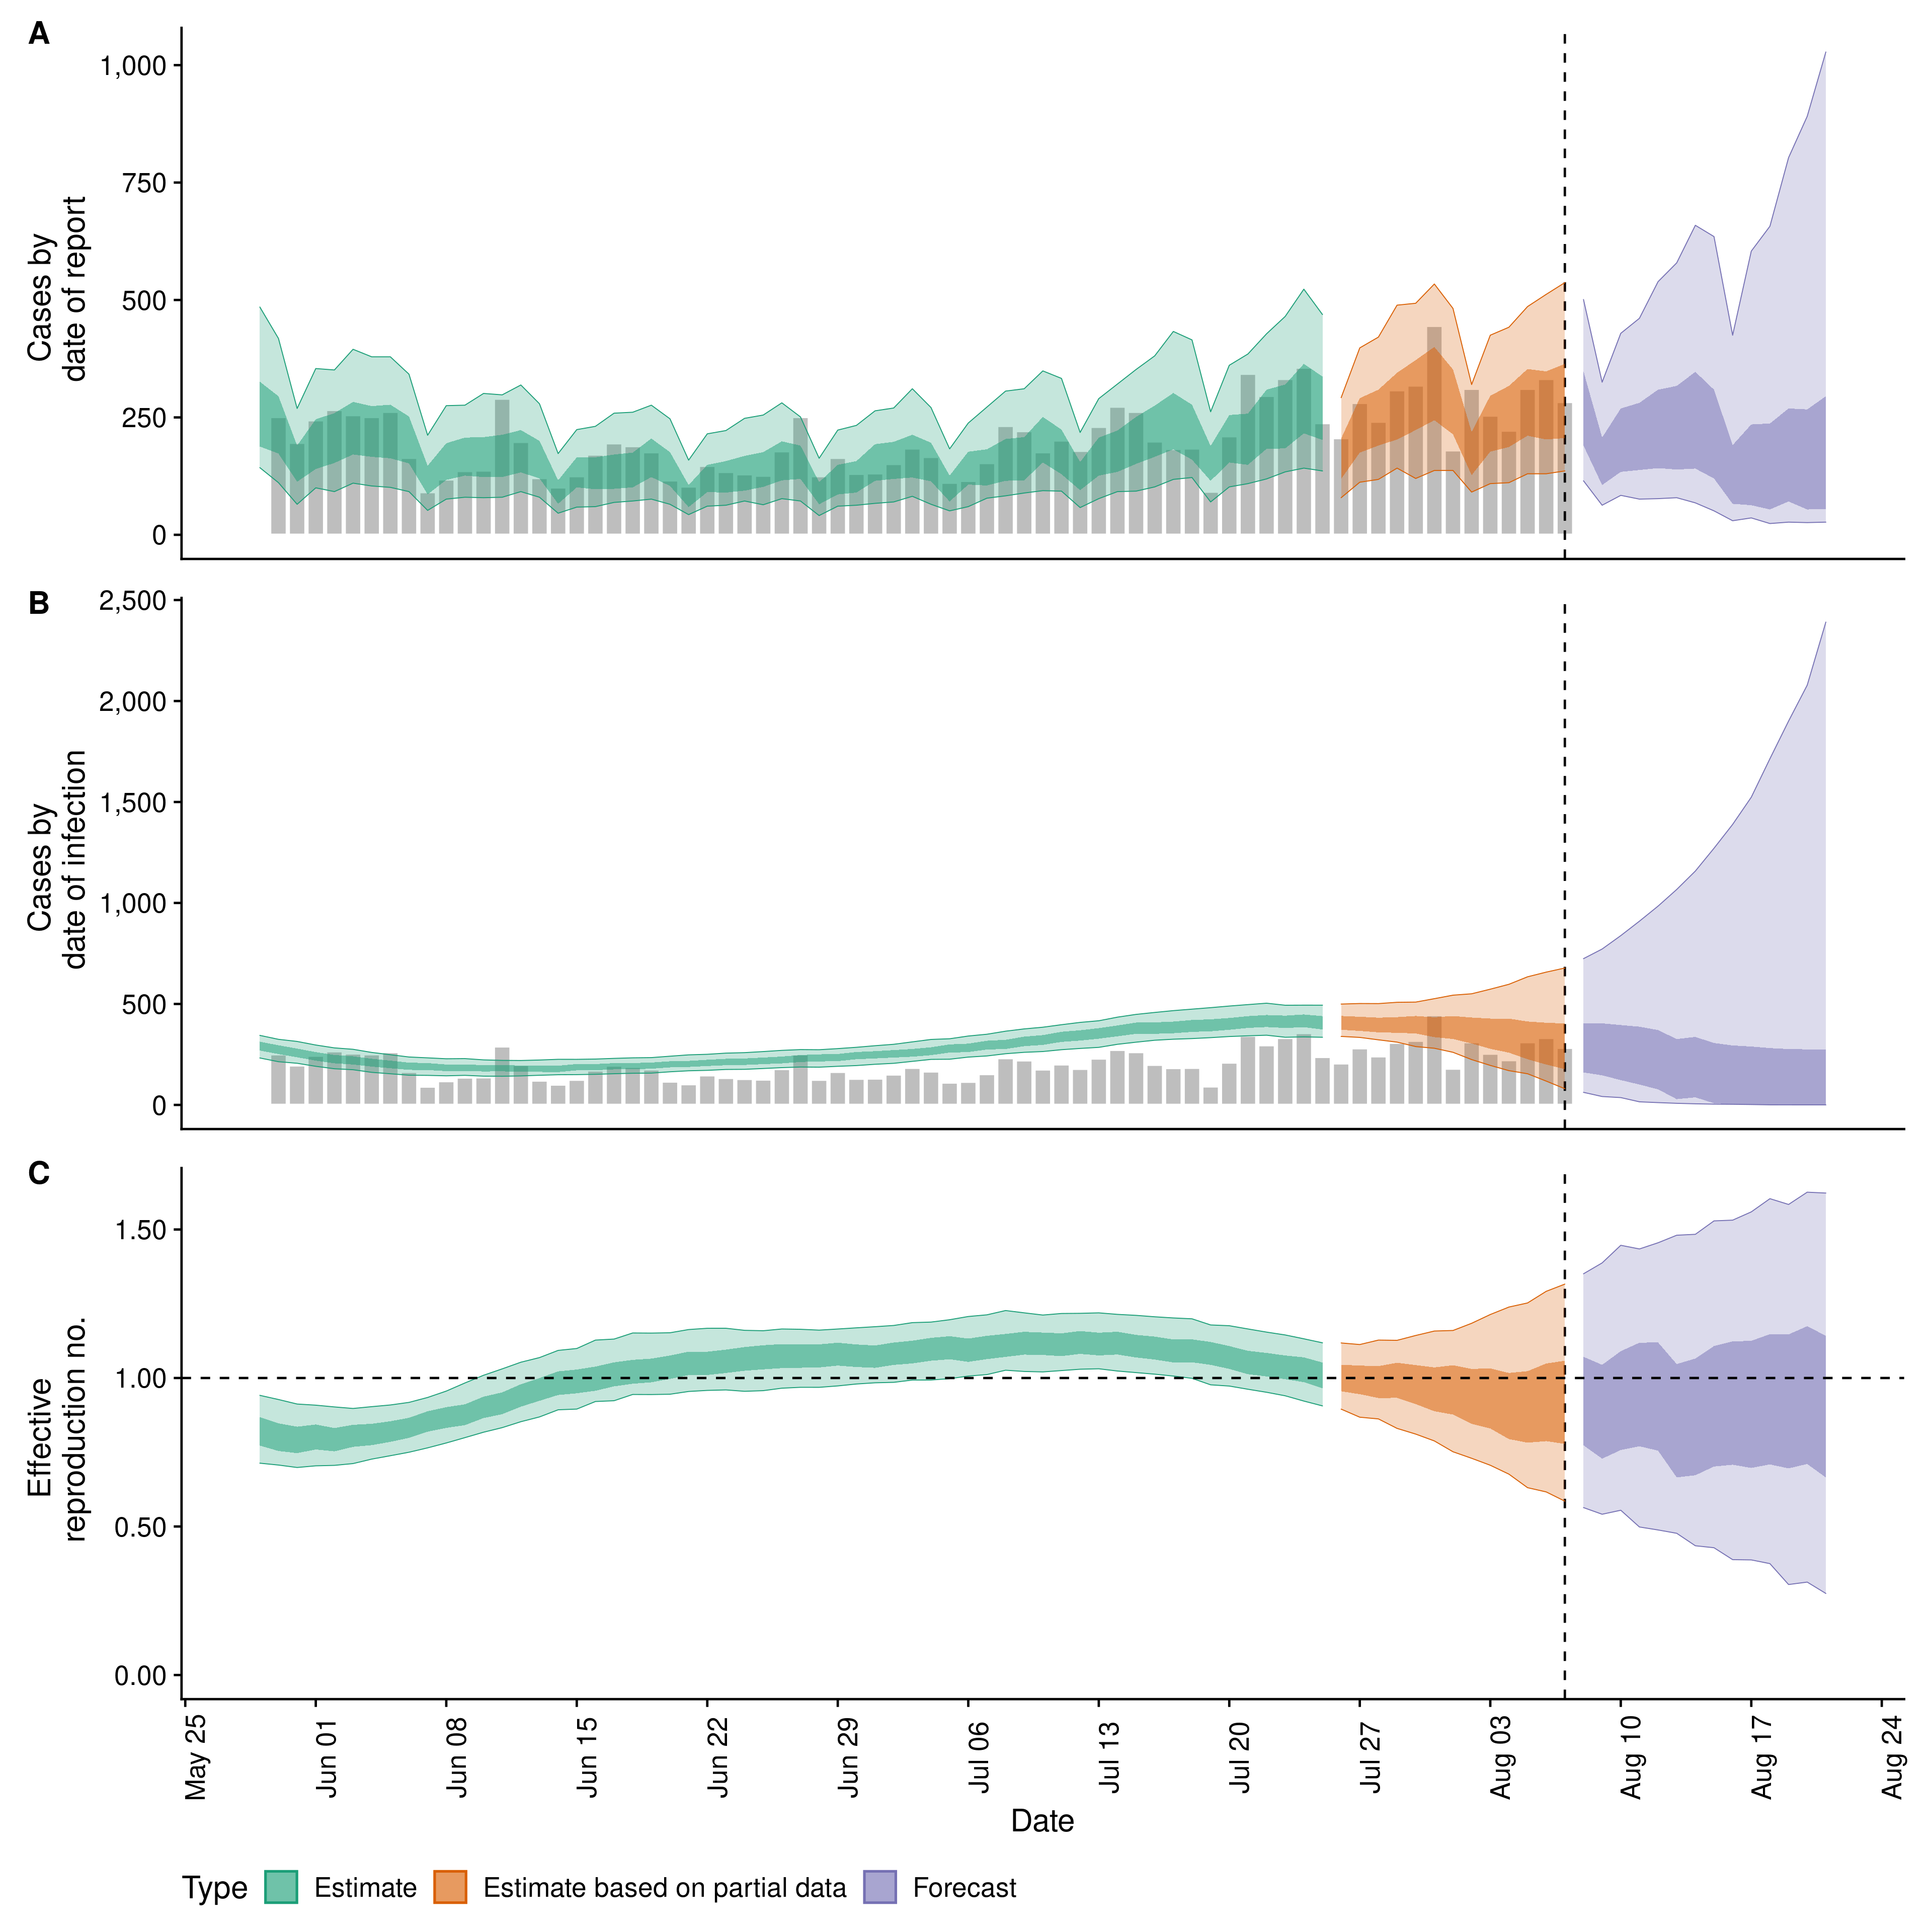 A
1,000
750
500
250
0
Cases by
date of report
B
2,500
2,000
1,500
1,000
500
0
Cases by
date of infection
C
1.50
1.00
0.50
0.00
Effective
reproduction no.
May 25
Jun 01
Jun 08
Jun 15
Jun 22
Jun 29
Jul 06
Jul 13
Jul 20
Jul 27
Aug 03
Aug 10
Aug 17
Aug 24
Date
Type Estimate Estimate based on partial data Forecast